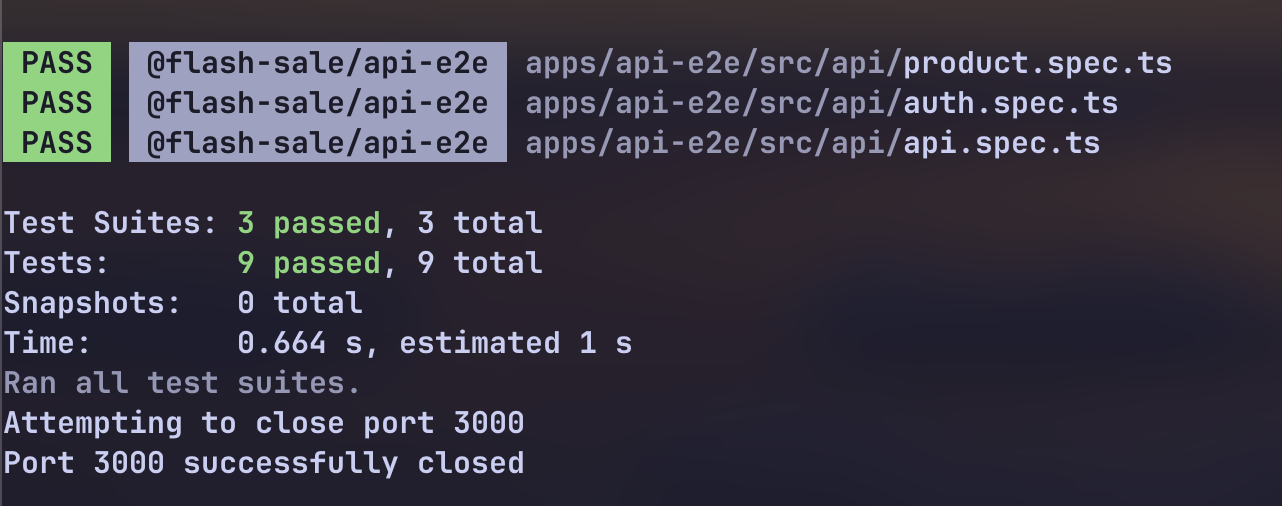 PASS @flash-sale/api-e2e apps/api-e2e/src/api/product.spec.ts
PASS @flash-sale/api-e2e apps/api-e2e/src/api/auth.spec.ts
PASS @flash-sale/api-e2e apps/api-e2e/src/api/api.spec.ts
Test Suites: 3 passed, 3 total
Tests: 9 passed, 9 total
Snapshots: 0 total
Time: 0.664 s, estimated 1 s
Ran all test suites.
Attempting to close port 3000
Port 3000 successfully closed